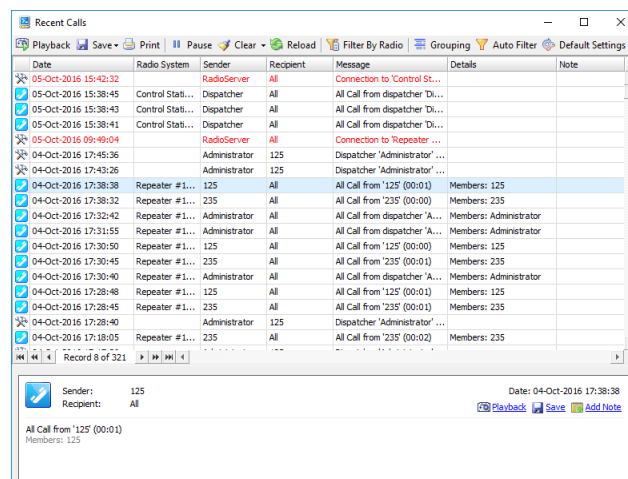 Recent Calls
Playback Save Print Pause Clear Reload Filter By Radio Grouping Auto Filter Default Settings
Date Radio System Sender Recipient Message Details Note
05-Oct-2016 15:42:32 RadioServer All Connection to 'Control St...
05-Oct-2016 15:38:45 Control Stati... Dispatcher All All Call from dispatcher 'Di...
05-Oct-2016 15:38:43 Control Stati... Dispatcher All All Call from dispatcher 'Di...
05-Oct-2016 15:38:41 Control Stati... Dispatcher All All Call from dispatcher 'Di...
05-Oct-2016 09:49:04 RadioServer All Connection to 'Repeater ...
04-Oct-2016 17:45:36 Administrator 125 Dispatcher 'Administrator' ...
04-Oct-2016 17:43:26 Administrator 125 Dispatcher 'Administrator' ...
04-Oct-2016 17:38:38 Repeater #1... 125 All All Call from '125' (00:01) Members: 125
04-Oct-2016 17:38:32 Repeater #1... 235 All All Call from '235' (00:00) Members: 235
04-Oct-2016 17:32:42 Repeater #1... Administrator All All Call from dispatcher 'A... Members: Administrator
04-Oct-2016 17:31:55 Repeater #1... Administrator All All Call from dispatcher 'A... Members: Administrator
04-Oct-2016 17:30:50 Repeater #1... 125 All All Call from '125' (00:00) Members: 125
04-Oct-2016 17:30:45 Repeater #1... 235 All All Call from '235' (00:01) Members: 235
04-Oct-2016 17:30:40 Repeater #1... Administrator All All Call from dispatcher 'A... Members: Administrator
04-Oct-2016 17:28:48 Repeater #1... 125 All All Call from '125' (00:01) Members: 125
04-Oct-2016 17:28:45 Repeater #1... 235 All All Call from '235' (00:01) Members: 235
04-Oct-2016 17:28:40 Administrator 125 Dispatcher 'Administrator' ...
04-Oct-2016 17:18:05 Repeater #1... 235 All All Call from '235' (00:02) Members: 235
Record 8 of 321
Sender: 125 Date: 04-Oct-2016 17:38:38
Recipient: All Playback Save Add Note
All Call from '125' (00:01)
Members: 125